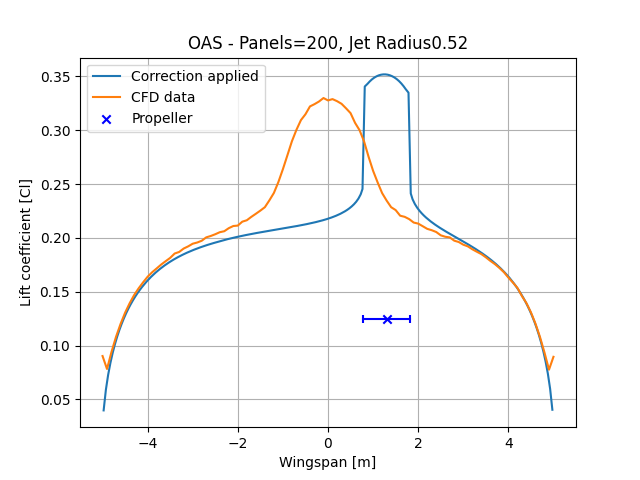 OAS - Panels=200, Jet Radius0.52
Correction applied
CFD data
Propeller
Lift coefficient [Cl]
0.35
0.30
0.25
0.20
0.15
0.10
0.05
−4
−2
0
2
4
Wingspan [m]